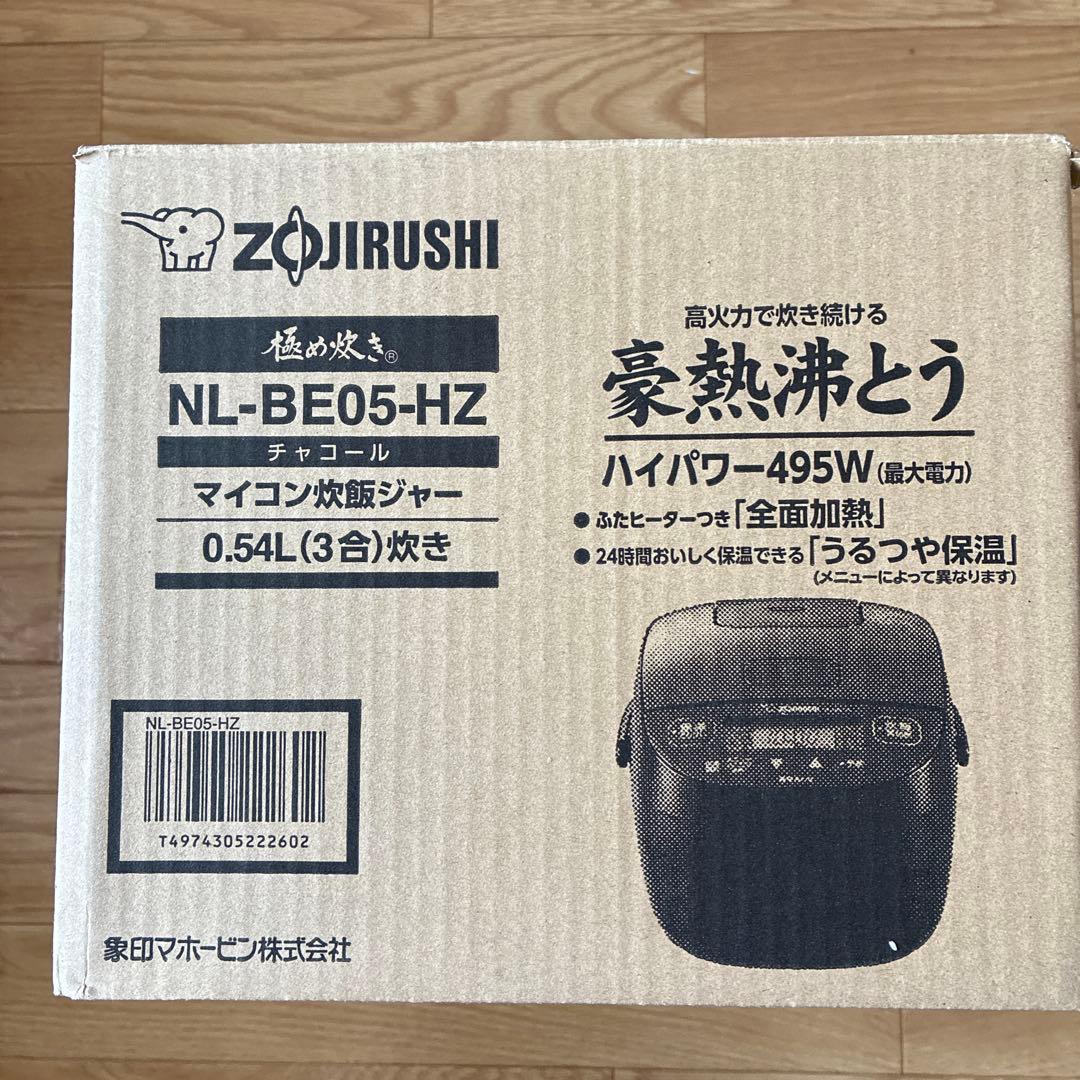 ZOJIRUSHI
極め炊き®
NL-BE05-HZ
チャコール
マイコン炊飯ジャー
0.54L(3合)炊き
高火力で炊き続ける
豪熱沸とう
ハイパワー495W(最大電力)
● ふたヒーターつき「全面加熱」
● 24時間おいしく保温できる「うるつや保温」
(メニューによって異なります)
NL-BE05-HZ
T4974305222602
象印マホービン株式会社